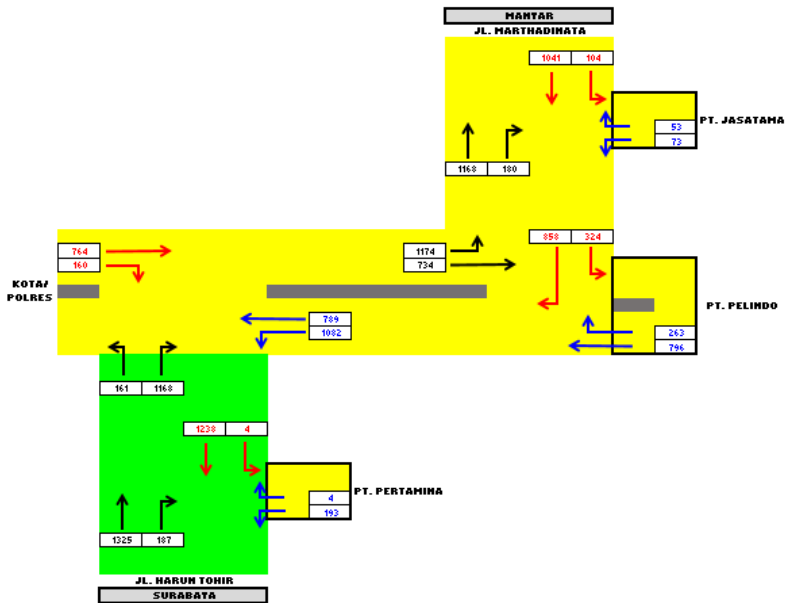 MANTAR
JL. MARTHADINATA
1041 104
PT. JASATAMA
53
73
1168 180
858 324
764
160
1174
734
KOTA/
POLRES
PT. PELINDO
789
1082
263
796
161 1168
1238 4
PT. PERTAMINA
4
193
1325 187
JL. HARUN TOHIR
SURABATA